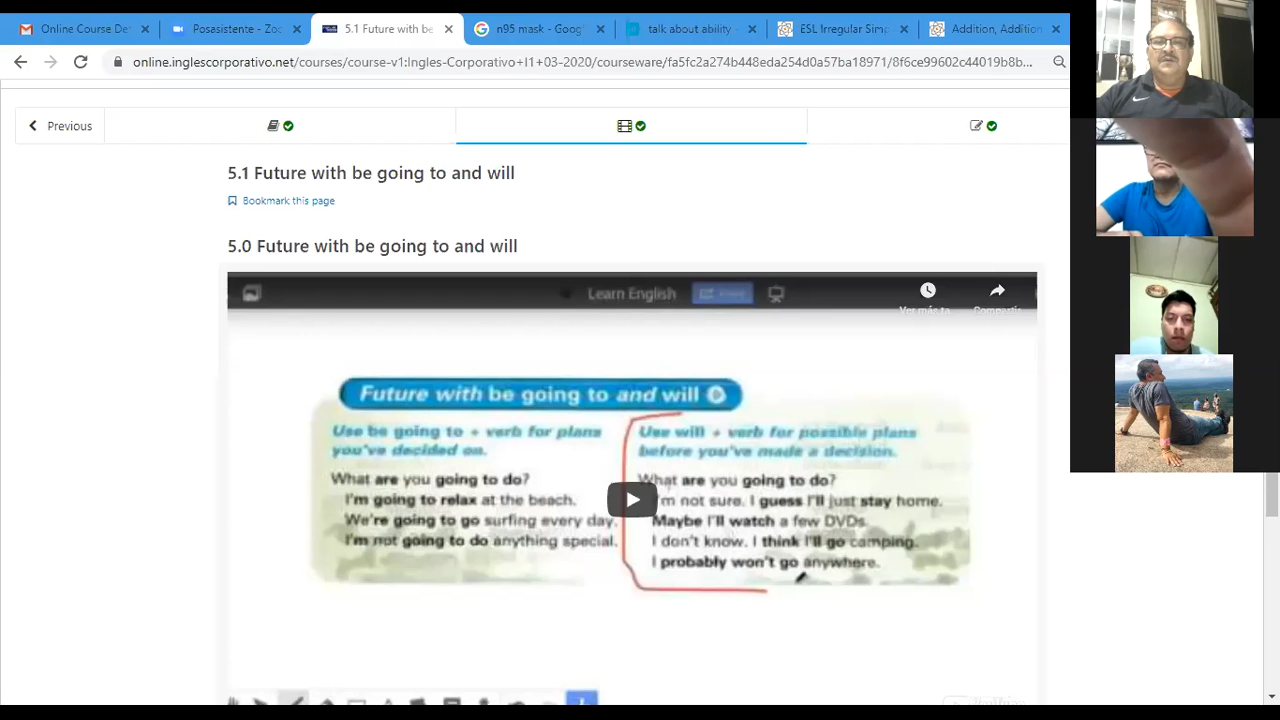 Online Course De
Posasistente - Zoo
5.1 Future with be
n95 mask - Goog
talk about ability -
ESL Irregular Sim
Addition, Addition
online.inglescorporativo.net/courses/course-v1:Ingles-Corporativo+I1+03-2020/courseware/fa5fc2a274b448eda254d0a57ba18971/8f6ce99602c44019b8b...
Previous
5.1 Future with be going to and will
Bookmark this page
5.0 Future with be going to and will
Learn English
Ver más ta
Compartir
Future with be going to and will
Use be going to + verb for plans
you've decided on.
What are you going to do?
I'm going to relax at the beach.
We're going to go surfing every day.
I'm not going to do anything special.
Use will + verb for possible plans
before you've made a decision.
What are you going to do?
I'm not sure. I guess I'll just stay home.
Maybe I'll watch a few DVDs.
I don't know. I think I'll go camping.
I probably won't go anywhere.